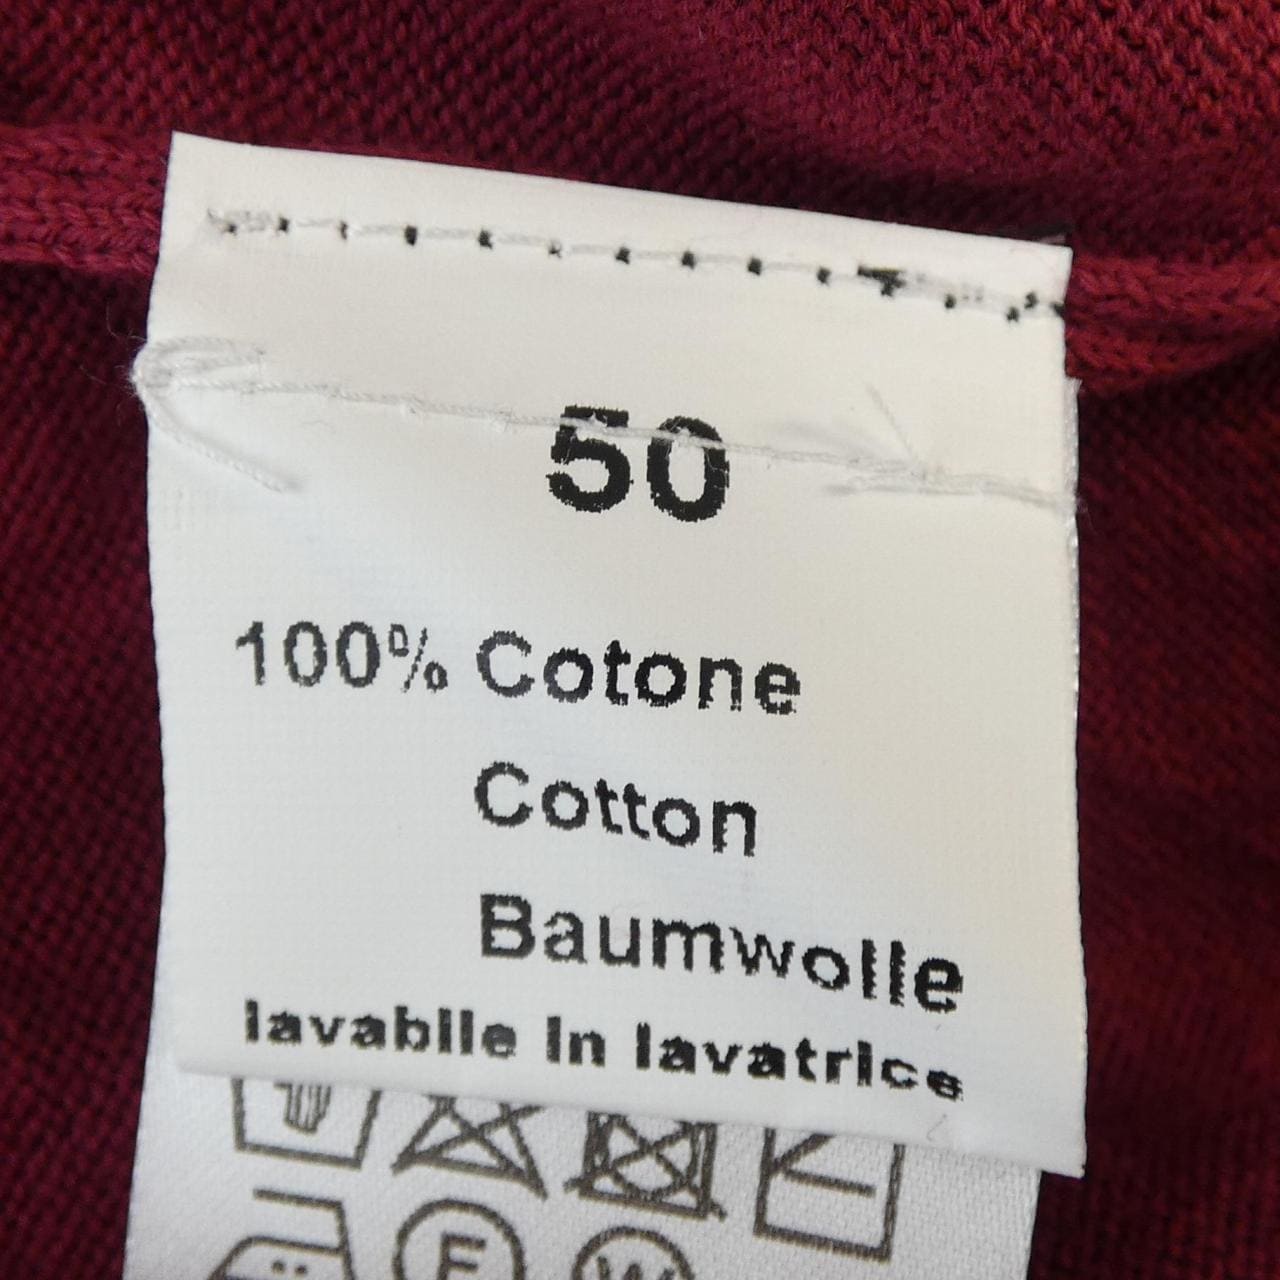 50
100% Cotone
Cotton
Baumwolle
lavabile in lavatrice
F
W